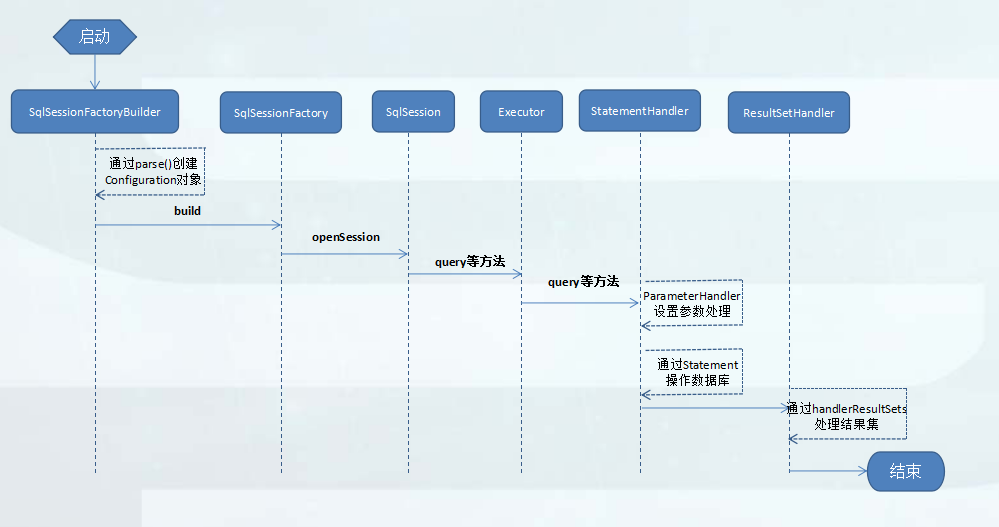 启动
SqlSessionFactoryBuilder
SqlSessionFactory
SqlSession
Executor
StatementHandler
ResultSetHandler
通过parse()创建
Configuration对象
build
openSession
query等方法
query等方法
ParameterHandler
设置参数处理
通过Statement
操作数据库
通过handlerResultSets
处理结果集
结束